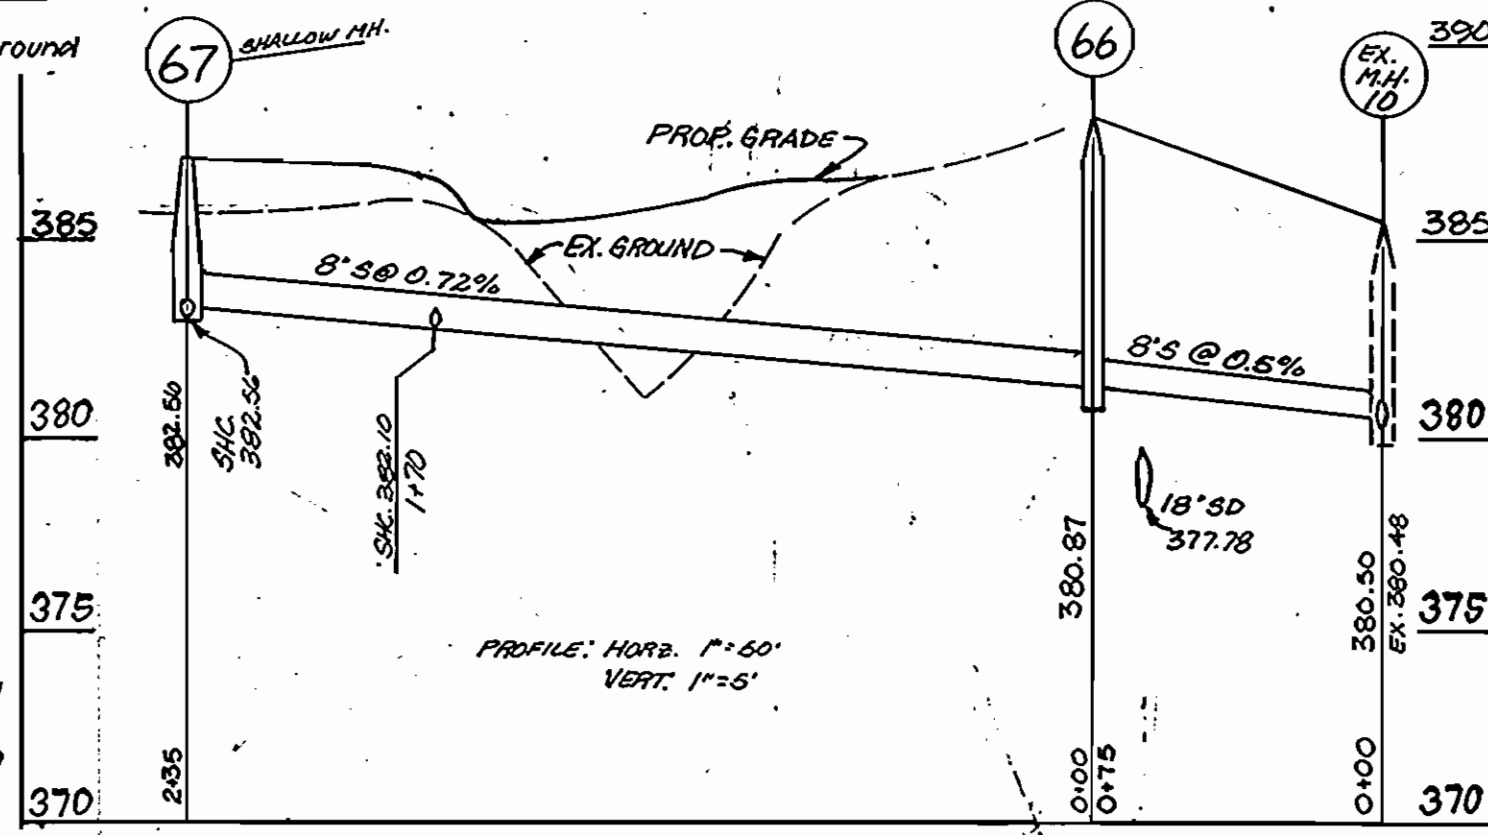 round
67
SHALLOW MH.
66
EX.
M.H.
10
390
PROP. GRADE
385
385
EX. GROUND
8"S@ 0.72%
8"S @ 0.5%
380
380
382.56
SHC.
382.56
SHC. 382.10
1+70
18"SD
377.78
380.87
380.50
EX. 380.48
375
375
PROFILE: HORZ. 1"=50'
VERT. 1"=5'
2+35
0+00
0+75
0+00
370
370